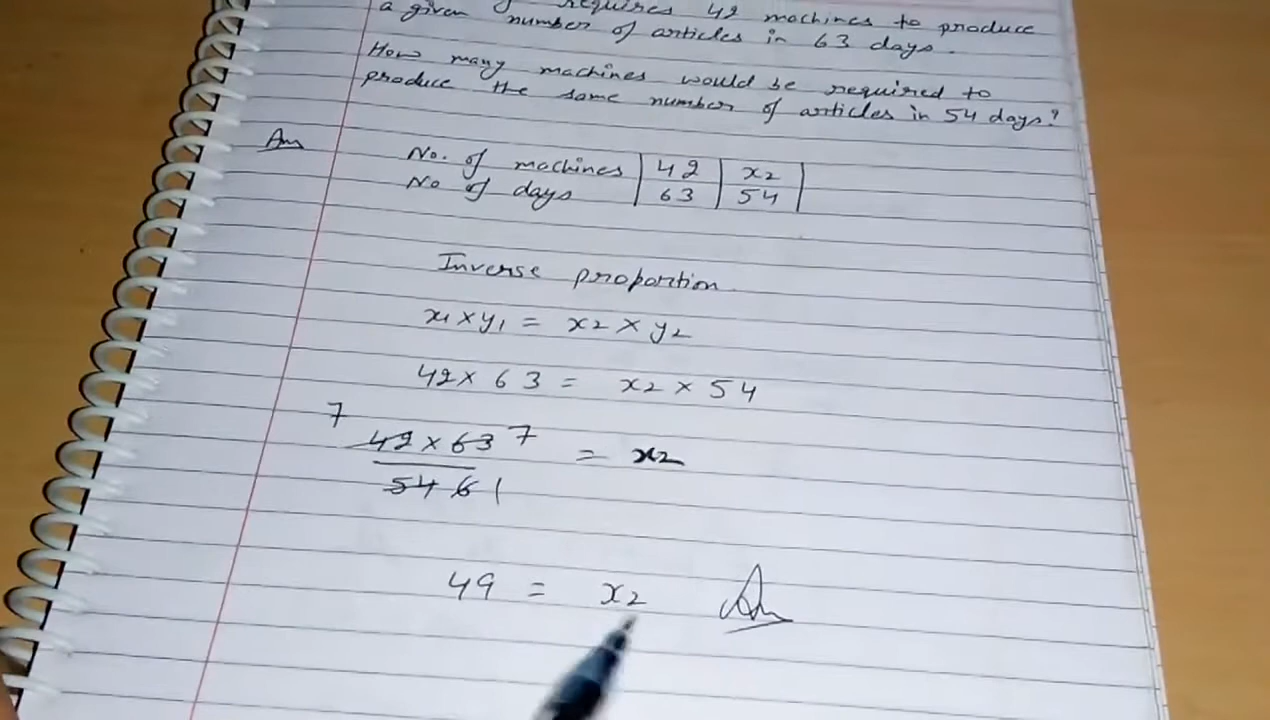 requires 42 machines to produce
a given number of articles in 63 days.
How many machines would be required to
produce the same number of articles in 54 days?
Ans
No. of machines 42 x2
No of days 63 54
Inverse proportion
x1 × y1 = x2 × y2
42 × 63 = x2 × 54
7 42 × 63 7 = x2
54 6 1
49 = x2 Ans